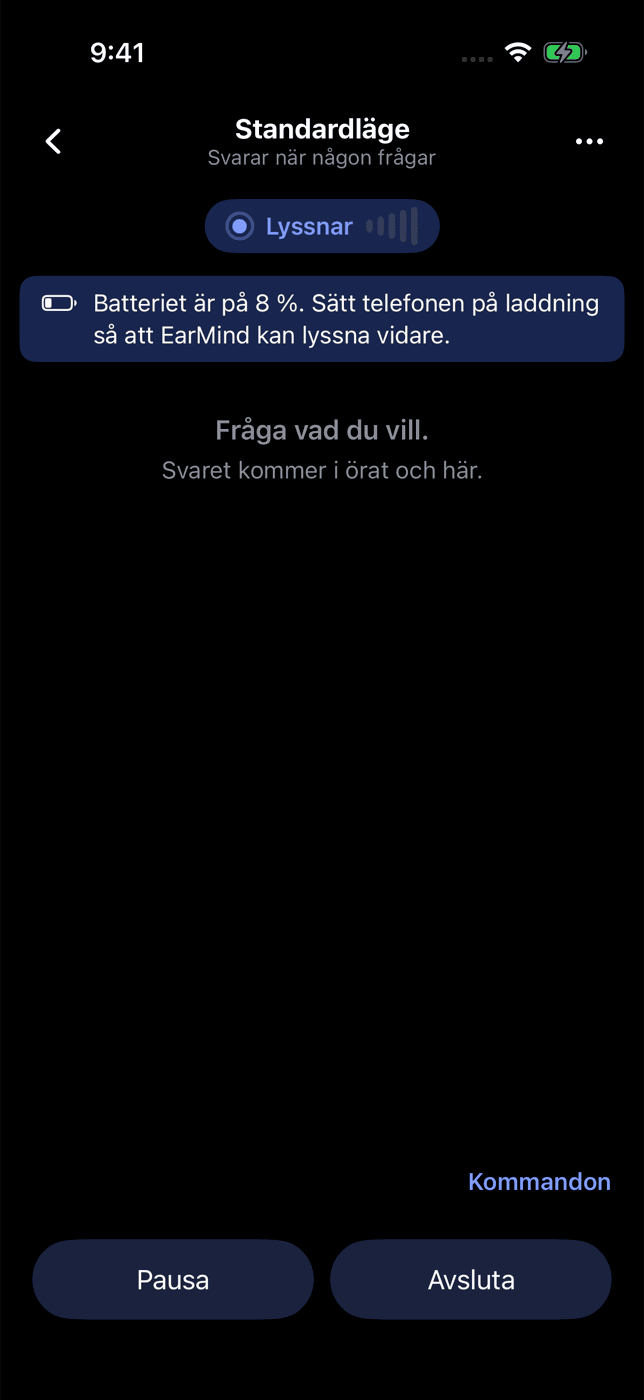 9:41
Standardläge
Svarar när någon frågar
Lyssnar
Batteriet är på 8 %. Sätt telefonen på laddning
så att EarMind kan lyssna vidare.
Fråga vad du vill.
Svaret kommer i örat och här.
Kommandon
Pausa
Avsluta